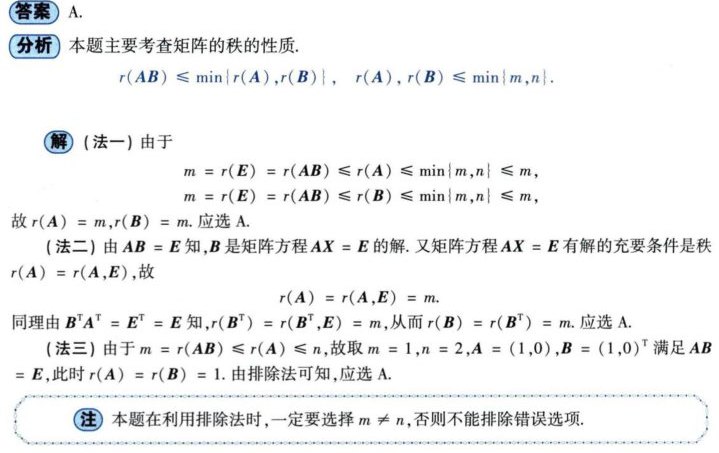 答案 A.
分析 本题主要考查矩阵的秩的性质.
r(AB) ≤ min{r(A),r(B)}, r(A), r(B) ≤ min{m,n}.
解 (法一) 由于
m = r(E) = r(AB) ≤ r(A) ≤ min{m,n} ≤ m,
m = r(E) = r(AB) ≤ r(B) ≤ min{m,n} ≤ m,
故 r(A) = m,r(B) = m. 应选 A.
(法二) 由 AB = E 知,B 是矩阵方程 AX = E 的解. 又矩阵方程 AX = E 有解的充要条件是秩
r(A) = r(A,E),故
r(A) = r(A,E) = m.
同理由 BᵀAᵀ = Eᵀ = E 知,r(Bᵀ) = r(Bᵀ,E) = m,从而 r(B) = r(Bᵀ) = m. 应选 A.
(法三) 由于 m = r(AB) ≤ r(A) ≤ n,故取 m = 1,n = 2,A = (1,0),B = (1,0)ᵀ 满足 AB
= E,此时 r(A) = r(B) = 1. 由排除法可知,应选 A.
注 本题在利用排除法时,一定要选择 m ≠ n,否则不能排除错误选项.